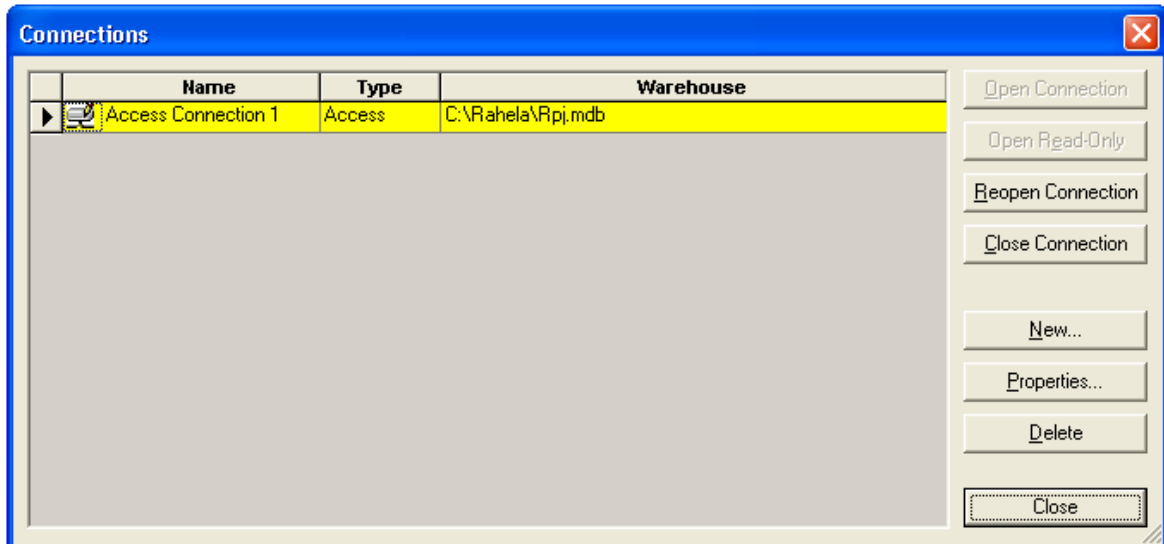 Connections
Name Type Warehouse
Access Connection 1 Access C:\Rahela\Rpj.mdb
Open Connection
Open Read-Only
Reopen Connection
Close Connection
New...
Properties...
Delete
Close